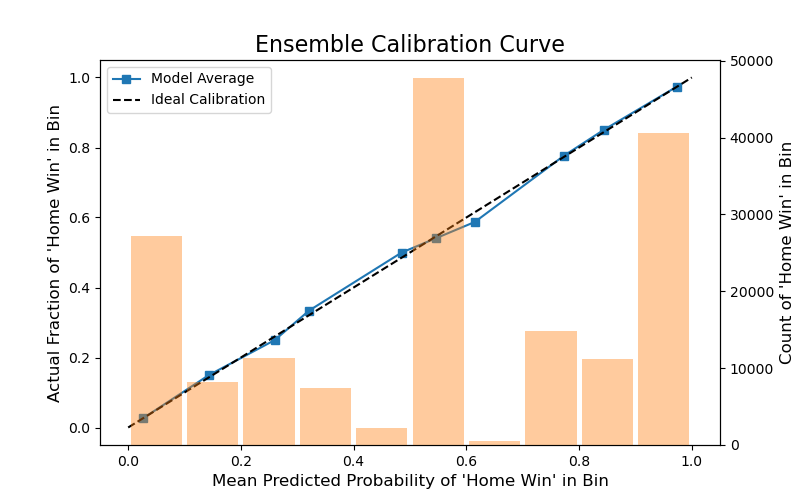 Ensemble Calibration Curve
Model Average
Ideal Calibration
Actual Fraction of 'Home Win' in Bin
1.0
0.8
0.6
0.4
0.2
0.0
50000
40000
30000
20000
10000
0
Count of 'Home Win' in Bin
0.0 0.2 0.4 0.6 0.8 1.0
Mean Predicted Probability of 'Home Win' in Bin